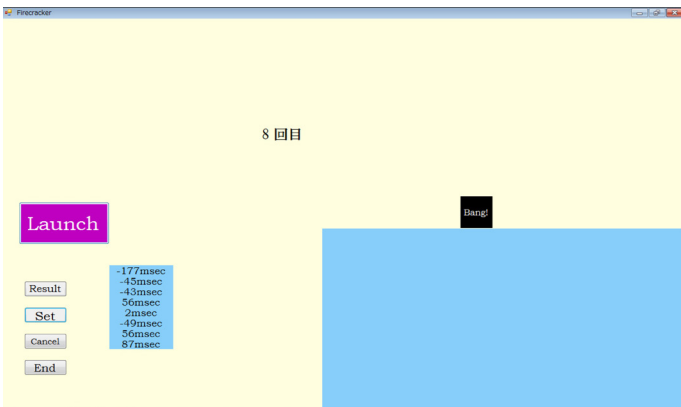 Firecracker
8 回目
Bang!
Launch
-177msec
-45msec
-43msec
56msec
2msec
-49msec
56msec
87msec
Result
Set
Cancel
End